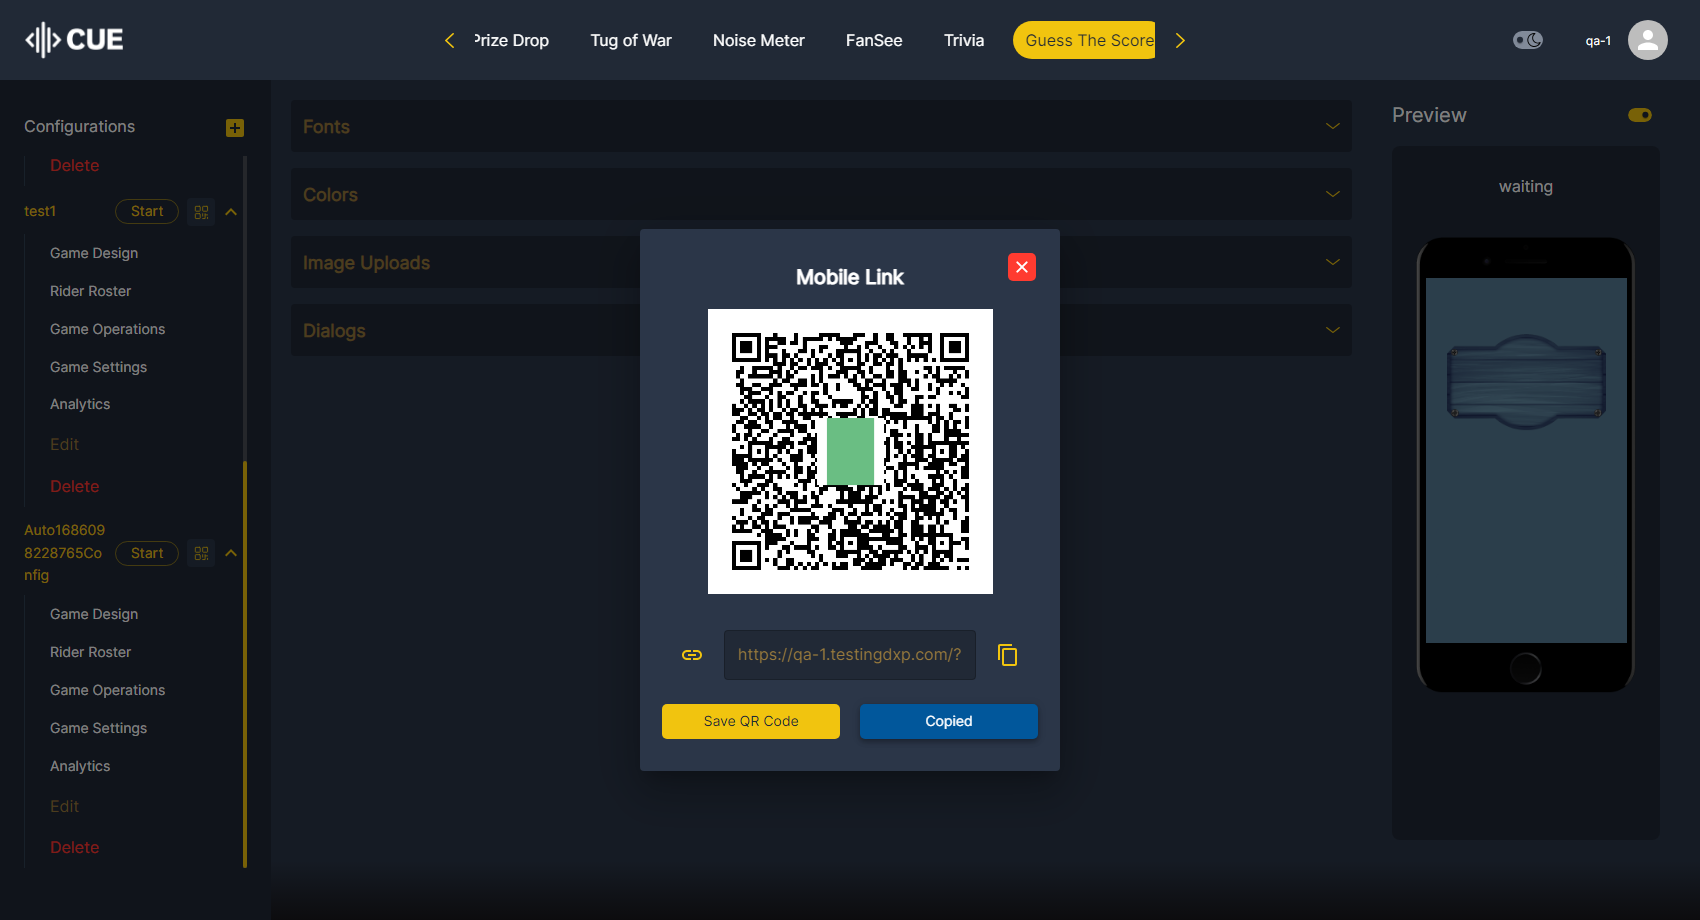 CUE
Prize Drop
Tug of War
Noise Meter
FanSee
Trivia
Guess The Score
qa-1
Configurations
Delete
test1
Start
Game Design
Rider Roster
Game Operations
Game Settings
Analytics
Edit
Delete
Auto168609
8228765Co
nfig
Start
Game Design
Rider Roster
Game Operations
Game Settings
Analytics
Edit
Delete
Fonts
Colors
Image Uploads
Dialogs
Mobile Link
https://qa-1.testingdxp.com/?
Save QR Code
Copied
Preview
waiting